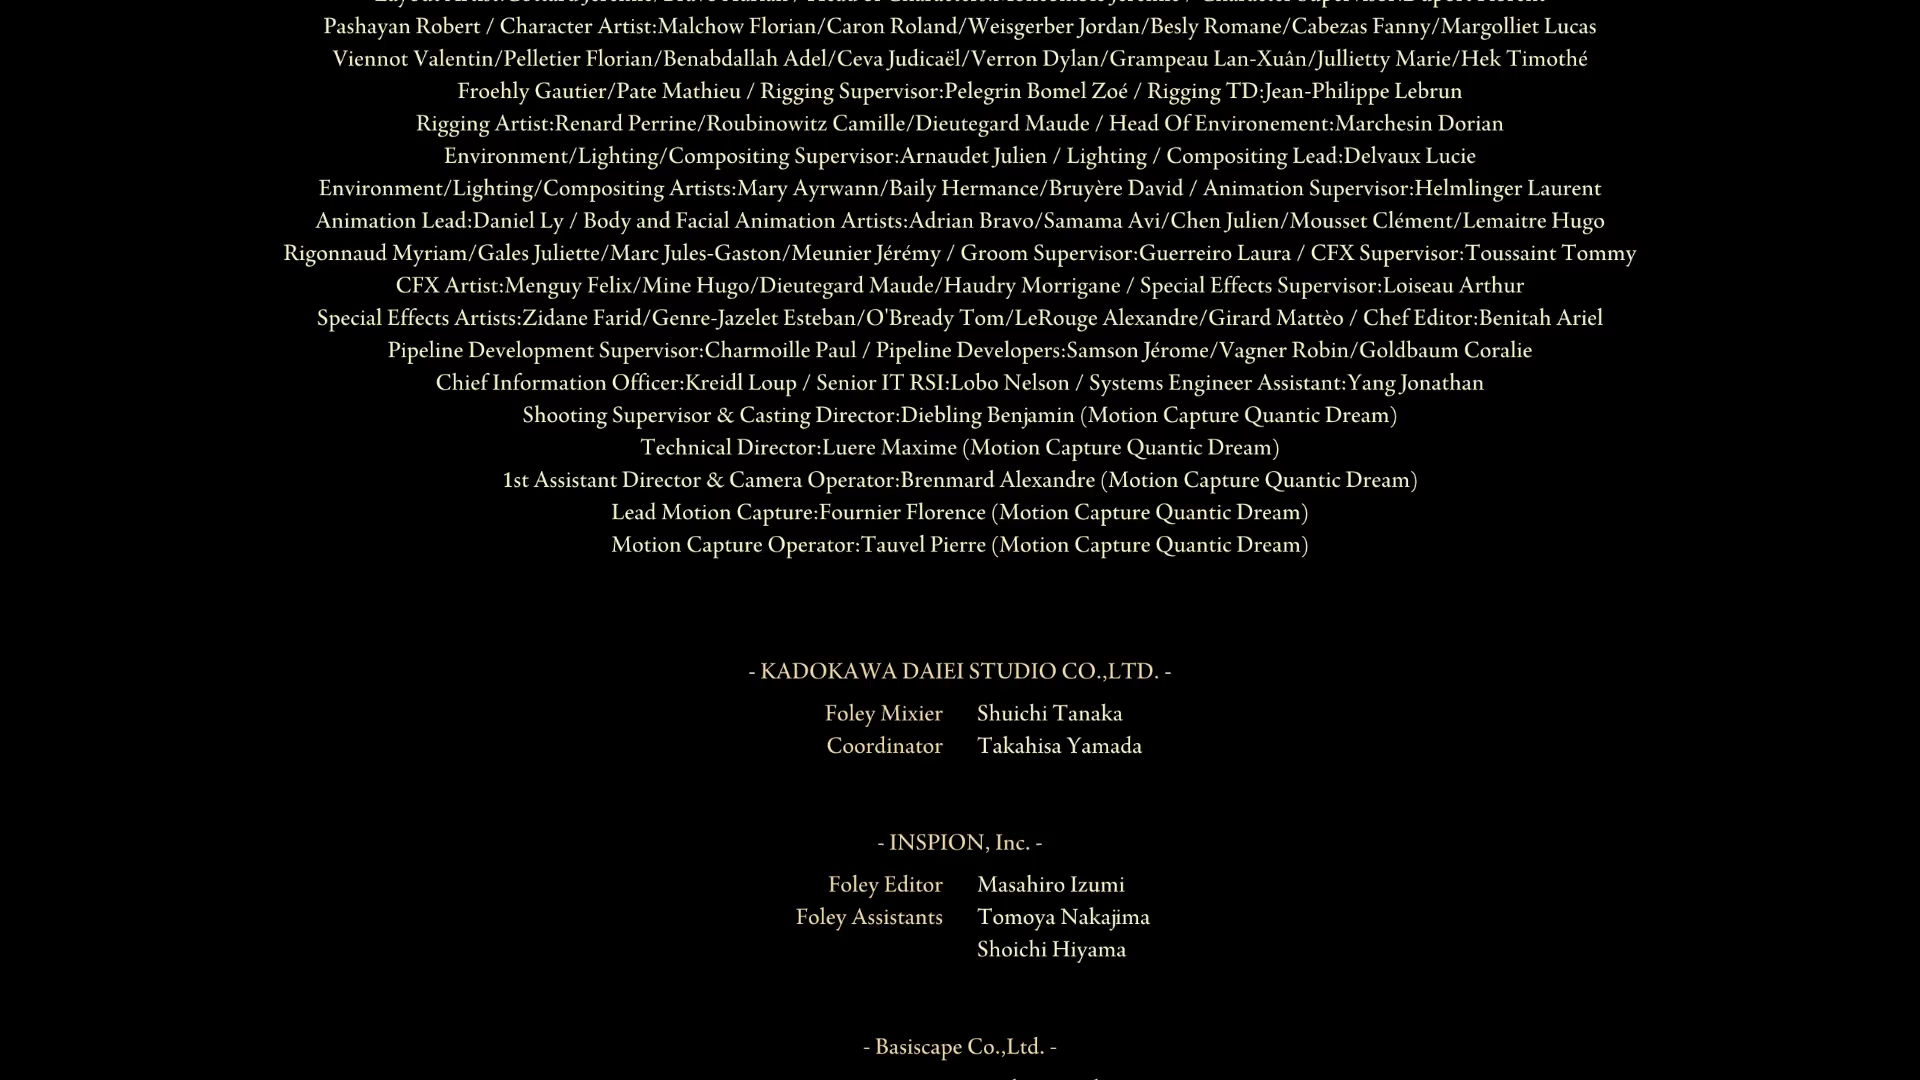 Pashayan Robert / Character Artist:Malchow Florian/Caron Roland/Weisgerber Jordan/Besly Romane/Cabezas Fanny/Margolliet Lucas
Viennot Valentin/Pelletier Florian/Benabdallah Adel/Ceva Judicaël/Verron Dylan/Grampeau Lan-Xuân/Jullietty Marie/Hek Timothé
Froehly Gautier/Pate Mathieu / Rigging Supervisor:Pelegrin Bomel Zoé / Rigging TD:Jean-Philippe Lebrun
Rigging Artist:Renard Perrine/Roubinowitz Camille/Dieutegard Maude / Head Of Environement:Marchesin Dorian
Environment/Lighting/Compositing Supervisor:Arnaudet Julien / Lighting / Compositing Lead:Delvaux Lucie
Environment/Lighting/Compositing Artists:Mary Ayrwann/Baily Hermance/Bruyère David / Animation Supervisor:Helmlinger Laurent
Animation Lead:Daniel Ly / Body and Facial Animation Artists:Adrian Bravo/Samama Avi/Chen Julien/Mousset Clément/Lemaitre Hugo
Rigonnaud Myriam/Gales Juliette/Marc Jules-Gaston/Meunier Jérémy / Groom Supervisor:Guerreiro Laura / CFX Supervisor:Toussaint Tommy
CFX Artist:Menguy Felix/Mine Hugo/Dieutegard Maude/Haudry Morrigane / Special Effects Supervisor:Loiseau Arthur
Special Effects Artists:Zidane Farid/Genre-Jazelet Esteban/O'Bready Tom/LeRouge Alexandre/Girard Mattèo / Chef Editor:Benitah Ariel
Pipeline Development Supervisor:Charmoille Paul / Pipeline Developers:Samson Jérome/Vagner Robin/Goldbaum Coralie
Chief Information Officer:Kreidl Loup / Senior IT RSI:Lobo Nelson / Systems Engineer Assistant:Yang Jonathan
Shooting Supervisor & Casting Director:Diebling Benjamin (Motion Capture Quantic Dream)
Technical Director:Luere Maxime (Motion Capture Quantic Dream)
1st Assistant Director & Camera Operator:Brenmard Alexandre (Motion Capture Quantic Dream)
Lead Motion Capture:Fournier Florence (Motion Capture Quantic Dream)
Motion Capture Operator:Tauvel Pierre (Motion Capture Quantic Dream)
- KADOKAWA DAIEI STUDIO CO.,LTD. -
Foley Mixier Shuichi Tanaka
Coordinator Takahisa Yamada
- INSPION, Inc. -
Foley Editor Masahiro Izumi
Foley Assistants Tomoya Nakajima
Shoichi Hiyama
- Basiscape Co.,Ltd. -